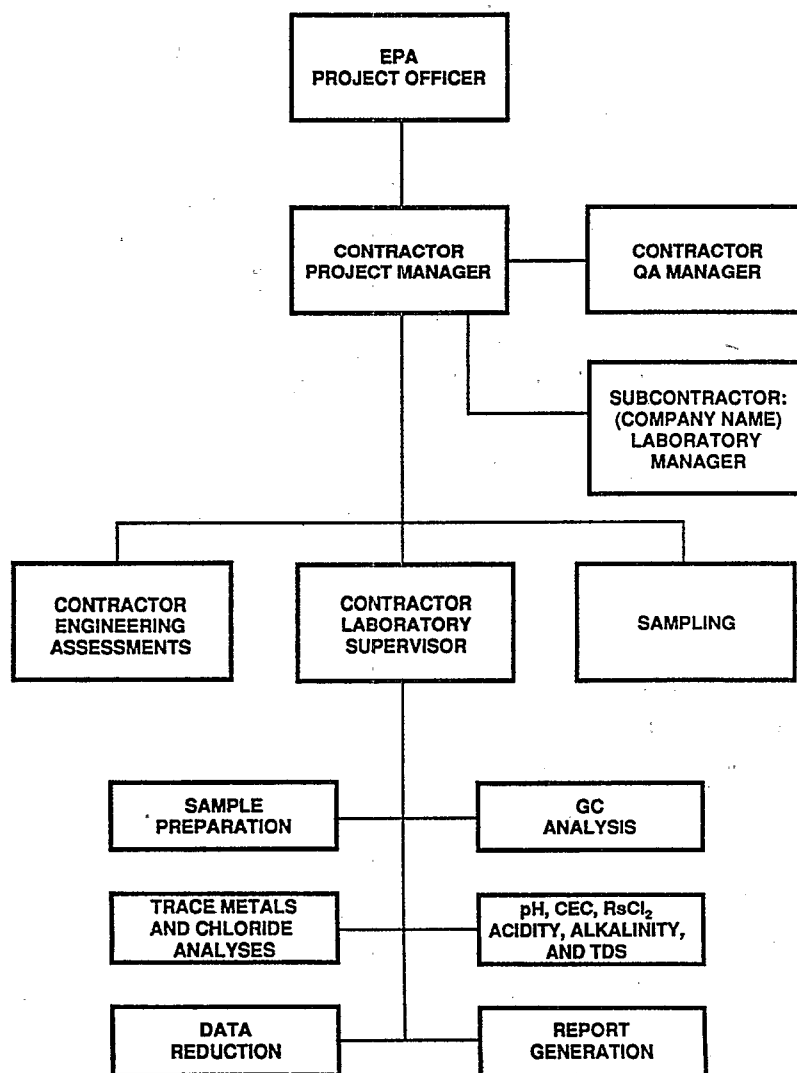 EPA
PROJECT OFFICER
CONTRACTOR
PROJECT MANAGER
CONTRACTOR
QA MANAGER
SUBCONTRACTOR:
(COMPANY NAME)
LABORATORY
MANAGER
CONTRACTOR
ENGINEERING
ASSESSMENTS
CONTRACTOR
LABORATORY
SUPERVISOR
SAMPLING
SAMPLE
PREPARATION
GC
ANALYSIS
TRACE METALS
AND CHLORIDE
ANALYSES
pH, CEC, RsCl₂
ACIDITY, ALKALINITY,
AND TDS
DATA
REDUCTION
REPORT
GENERATION